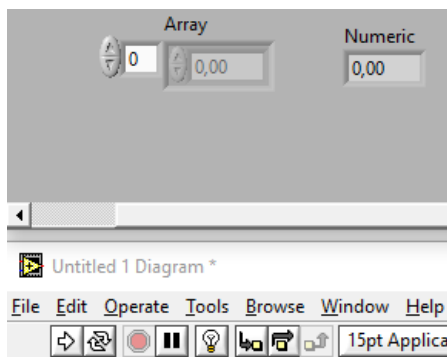 Array
Numeric
0
0,00
0,00
Untitled 1 Diagram *
File Edit Operate Tools Browse Window Help
15pt Applica